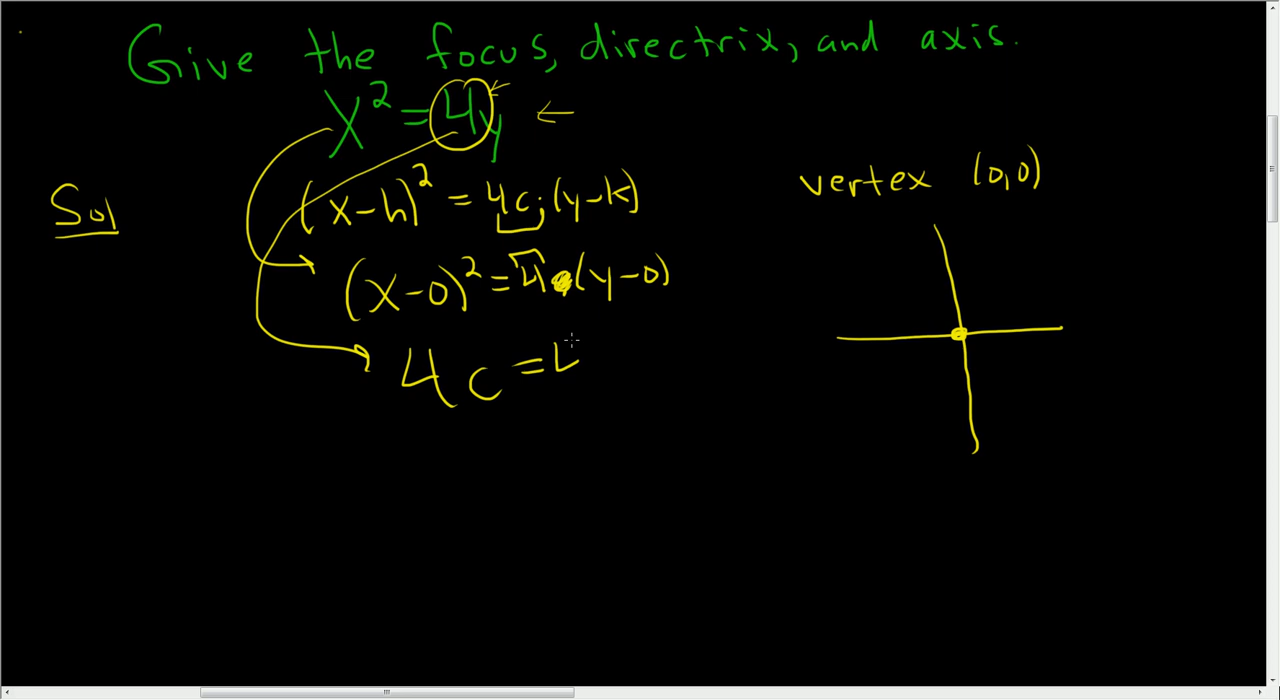 Give the focus, directrix, and axis.
x² = 4y
Sol
(x-h)² = 4c(y-k)
vertex (0,0)
(x-0)² = 4(y-0)
4c = 4